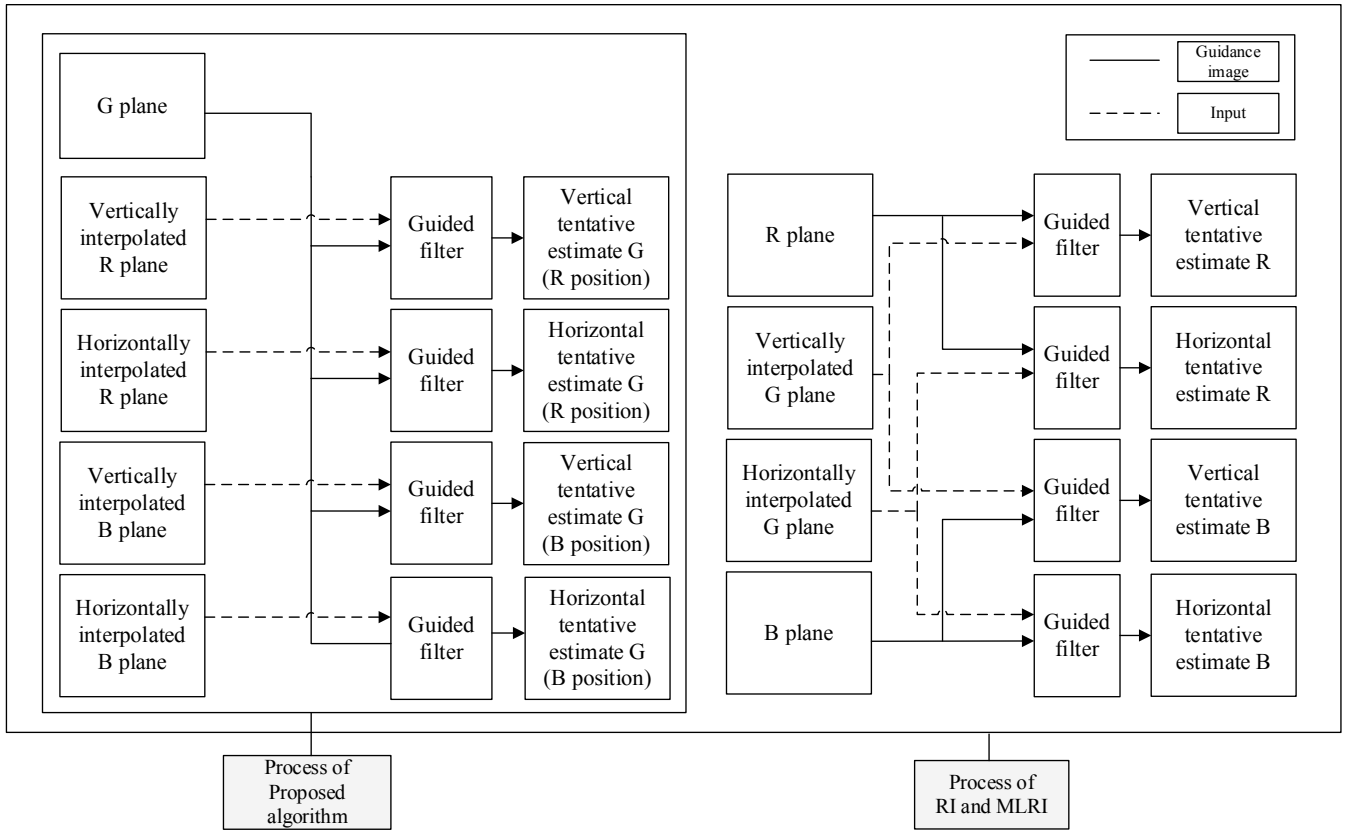 G plane
Vertically
interpolated
R plane
Guided
filter
Vertical
tentative
estimate G
(R position)
Horizontally
interpolated
R plane
Guided
filter
Horizontal
tentative
estimate G
(R position)
Vertically
interpolated
B plane
Guided
filter
Vertical
tentative
estimate G
(B position)
Horizontally
interpolated
B plane
Guided
filter
Horizontal
tentative
estimate G
(B position)
Process of
Proposed
algorithm
Guidance
image
Input
R plane
Guided
filter
Vertical
tentative
estimate R
Vertically
interpolated
G plane
Guided
filter
Horizontal
tentative
estimate R
Horizontally
interpolated
G plane
Guided
filter
Vertical
tentative
estimate B
B plane
Guided
filter
Horizontal
tentative
estimate B
Process of
RI and MLRI